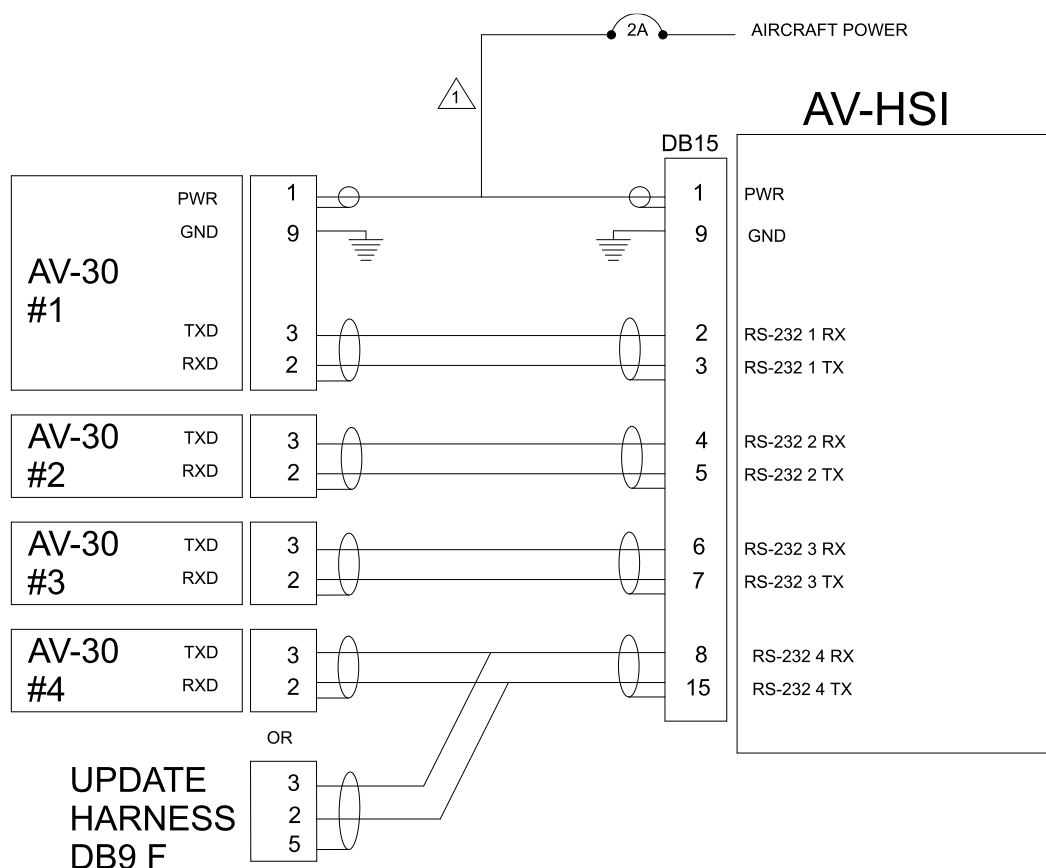 2A AIRCRAFT POWER
1
AV-HSI
DB15
PWR 1 1 PWR
GND 9 9 GND
AV-30
#1
TXD 3 2 RS-232 1 RX
RXD 2 3 RS-232 1 TX
AV-30 TXD 3 4 RS-232 2 RX
#2 RXD 2 5 RS-232 2 TX
AV-30 TXD 3 6 RS-232 3 RX
#3 RXD 2 7 RS-232 3 TX
AV-30 TXD 3 8 RS-232 4 RX
#4 RXD 2 15 RS-232 4 TX
OR
UPDATE 3
HARNESS 2
DB9 F 5